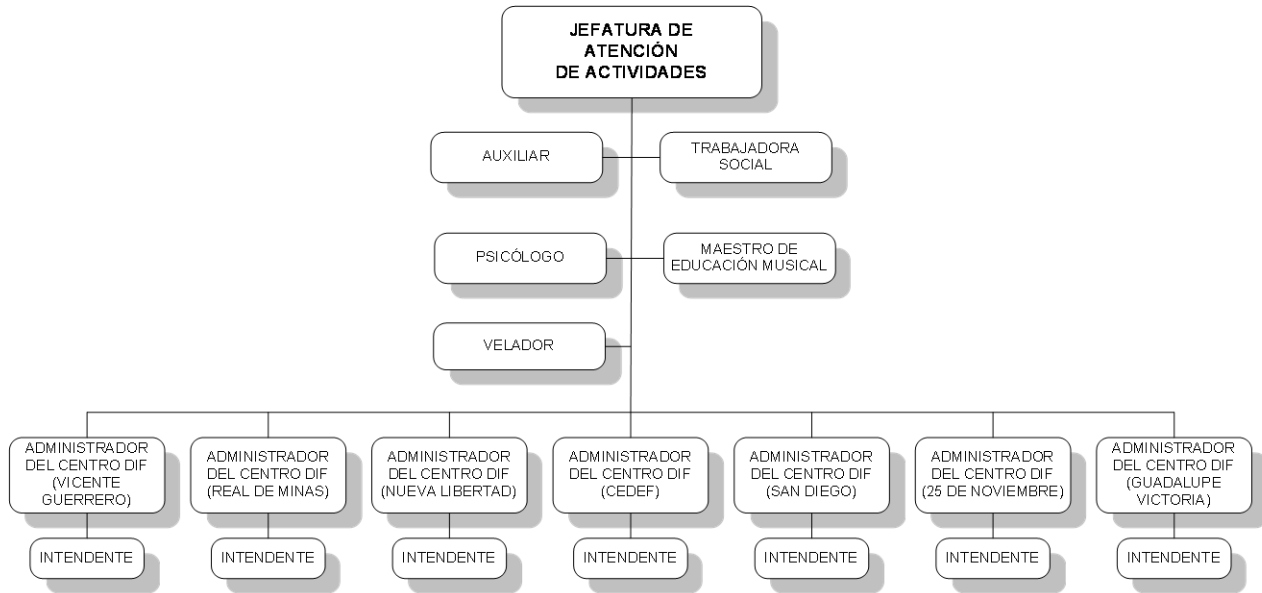 JEFATURA DE
ATENCIÓN
DE ACTIVIDADES
AUXILIAR
TRABAJADORA
SOCIAL
PSICÓLOGO
MAESTRO DE
EDUCACIÓN MUSICAL
VELADOR
ADMINISTRADOR
DEL CENTRO DIF
(VICENTE
GUERRERO)
ADMINISTRADOR
DEL CENTRO DIF
(REAL DE MINAS)
ADMINISTRADOR
DEL CENTRO DIF
(NUEVA LIBERTAD)
ADMINISTRADOR
DEL CENTRO DIF
(CEDEF)
ADMINISTRADOR
DEL CENTRO DIF
(SAN DIEGO)
ADMINISTRADOR
DEL CENTRO DIF
(25 DE NOVIEMBRE)
ADMINISTRADOR
DEL CENTRO DIF
(GUADALUPE
VICTORIA)
INTENDENTE
INTENDENTE
INTENDENTE
INTENDENTE
INTENDENTE
INTENDENTE
INTENDENTE